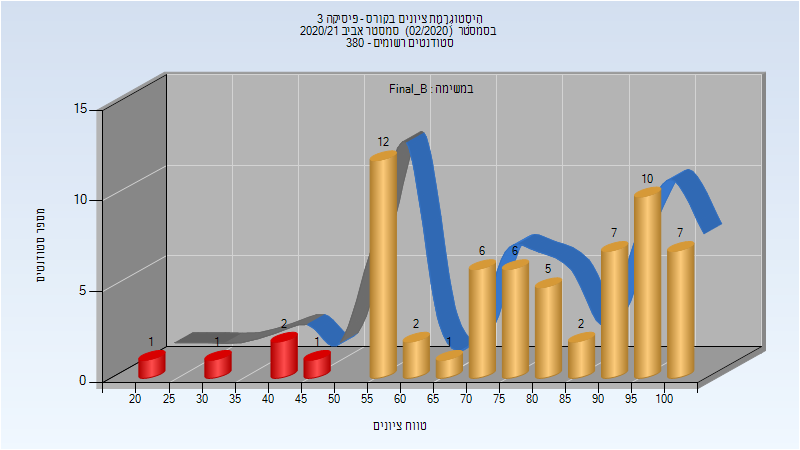 היסטוגרמת ציונים בקורס - פיסיקה 3
בסמסטר (02/2020) סמסטר אביב 2020/21
סטודנטים רשומים - 380
במשימה : Final_B
מספר סטודנטים
15
10
5
0
1
1
2
1
12
2
1
6
6
5
2
7
10
7
20 25 30 35 40 45 50 55 60 65 70 75 80 85 90 95 100
טווח ציונים